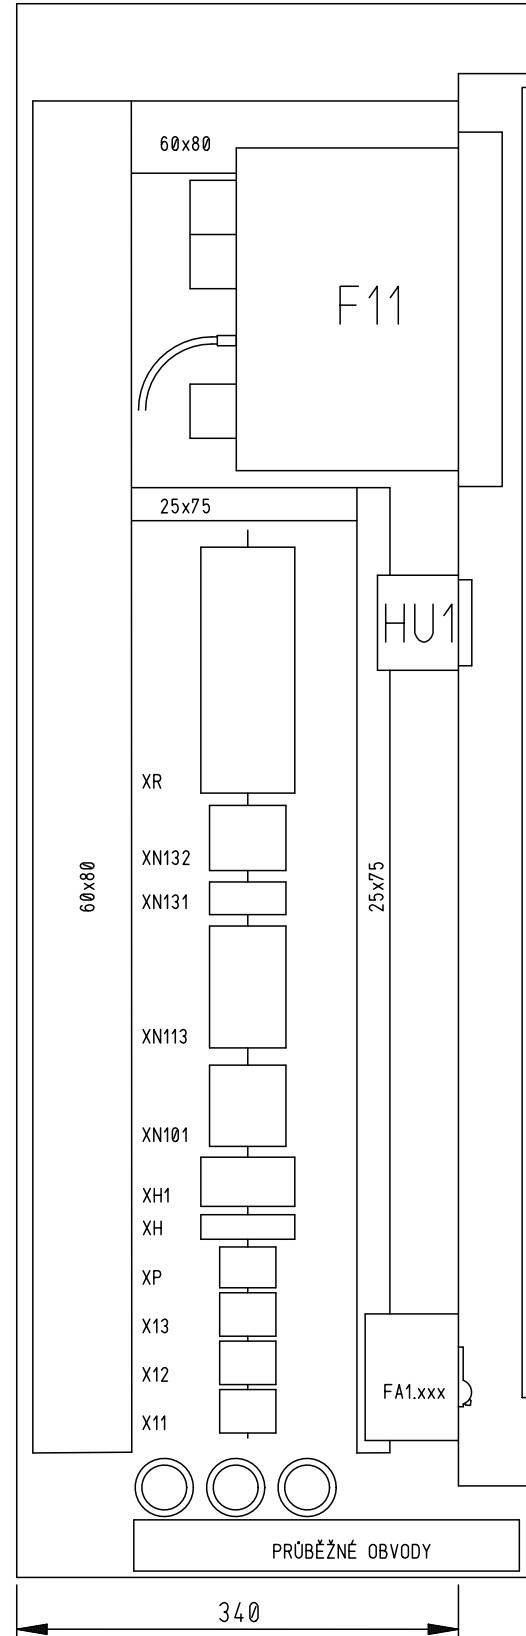 60x80
F11
25x75
HU1
XR
XN132
60x80
25x75
XN131
XN113
XN101
XH1
XH
XP
X13
X12
FA1.xxx
X11
PRŮBĚŽNÉ OBVODY
340